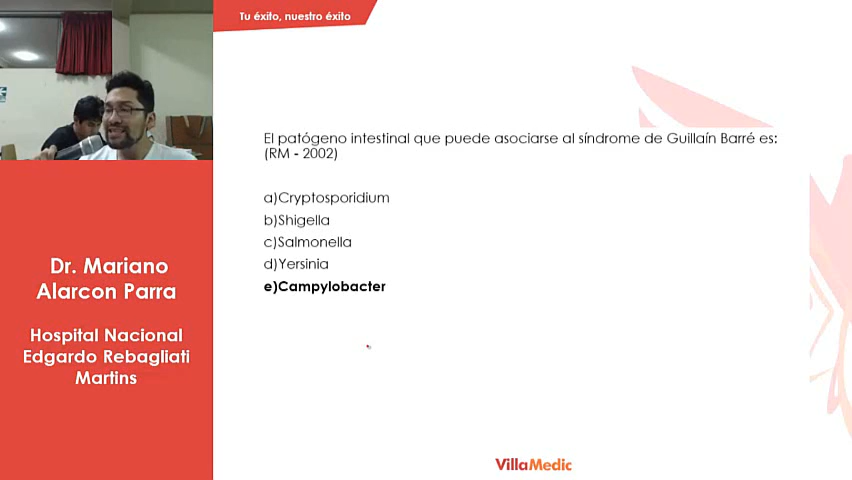 Tu éxito, nuestro éxito
El patógeno intestinal que puede asociarse al síndrome de Guillaín Barré es:
(RM - 2002)
a)Cryptosporidium
b)Shigella
c)Salmonella
d)Yersinia
e)Campylobacter
Dr. Mariano
Alarcon Parra
Hospital Nacional
Edgardo Rebagliati
Martins
VillaMedic